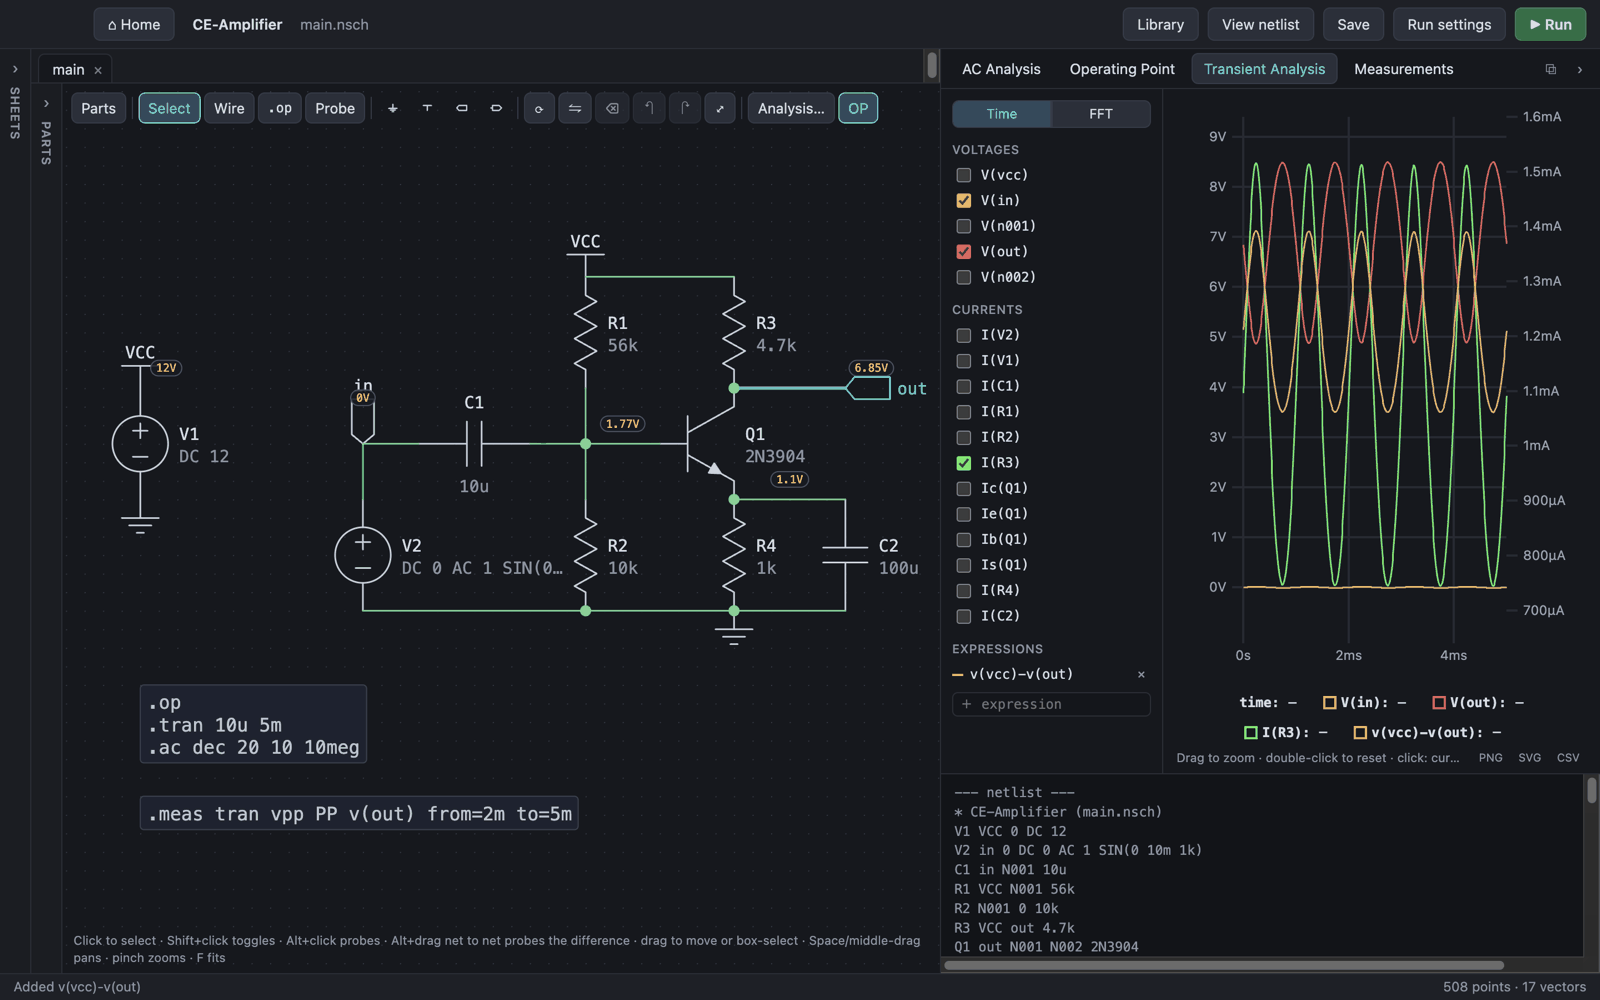 ⌂ Home
CE-Amplifier
main.nsch
Library
View netlist
Save
Run settings
▶ Run
SHEETS
PARTS
main ×
Parts
Select
Wire
.op
Probe
Analysis...
OP
VCC
12V
V1
DC 12
in
0V
C1
10u
V2
DC 0 AC 1 SIN(0…
VCC
R1
56k
R3
4.7k
6.85V
out
1.77V
Q1
2N3904
1.1V
R2
10k
R4
1k
C2
100u
.op
.tran 10u 5m
.ac dec 20 10 10meg
.meas tran vpp PP v(out) from=2m to=5m
Click to select · Shift+click toggles · Alt+click probes · Alt+drag net to net probes the difference · drag to move or box-select · Space/middle-drag
pans · pinch zooms · F fits
AC Analysis
Operating Point
Transient Analysis
Measurements
Time
FFT
VOLTAGES
V(vcc)
V(in)
V(n001)
V(out)
V(n002)
CURRENTS
I(V2)
I(V1)
I(C1)
I(R1)
I(R2)
I(R3)
Ic(Q1)
Ie(Q1)
Ib(Q1)
Is(Q1)
I(R4)
I(C2)
EXPRESSIONS
v(vcc)-v(out) ×
+ expression
9V
8V
7V
6V
5V
4V
3V
2V
1V
0V
1.6mA
1.5mA
1.4mA
1.3mA
1.2mA
1.1mA
1mA
900µA
800µA
700µA
0s
2ms
4ms
time: –
V(in): –
V(out): –
I(R3): –
v(vcc)-v(out): –
Drag to zoom · double-click to reset · click: cur...
PNG
SVG
CSV
--- netlist ---
* CE-Amplifier (main.nsch)
V1 VCC 0 DC 12
V2 in 0 DC 0 AC 1 SIN(0 10m 1k)
C1 in N001 10u
R1 VCC N001 56k
R2 N001 0 10k
R3 VCC out 4.7k
Q1 out N001 N002 2N3904
Added v(vcc)-v(out)
508 points · 17 vectors